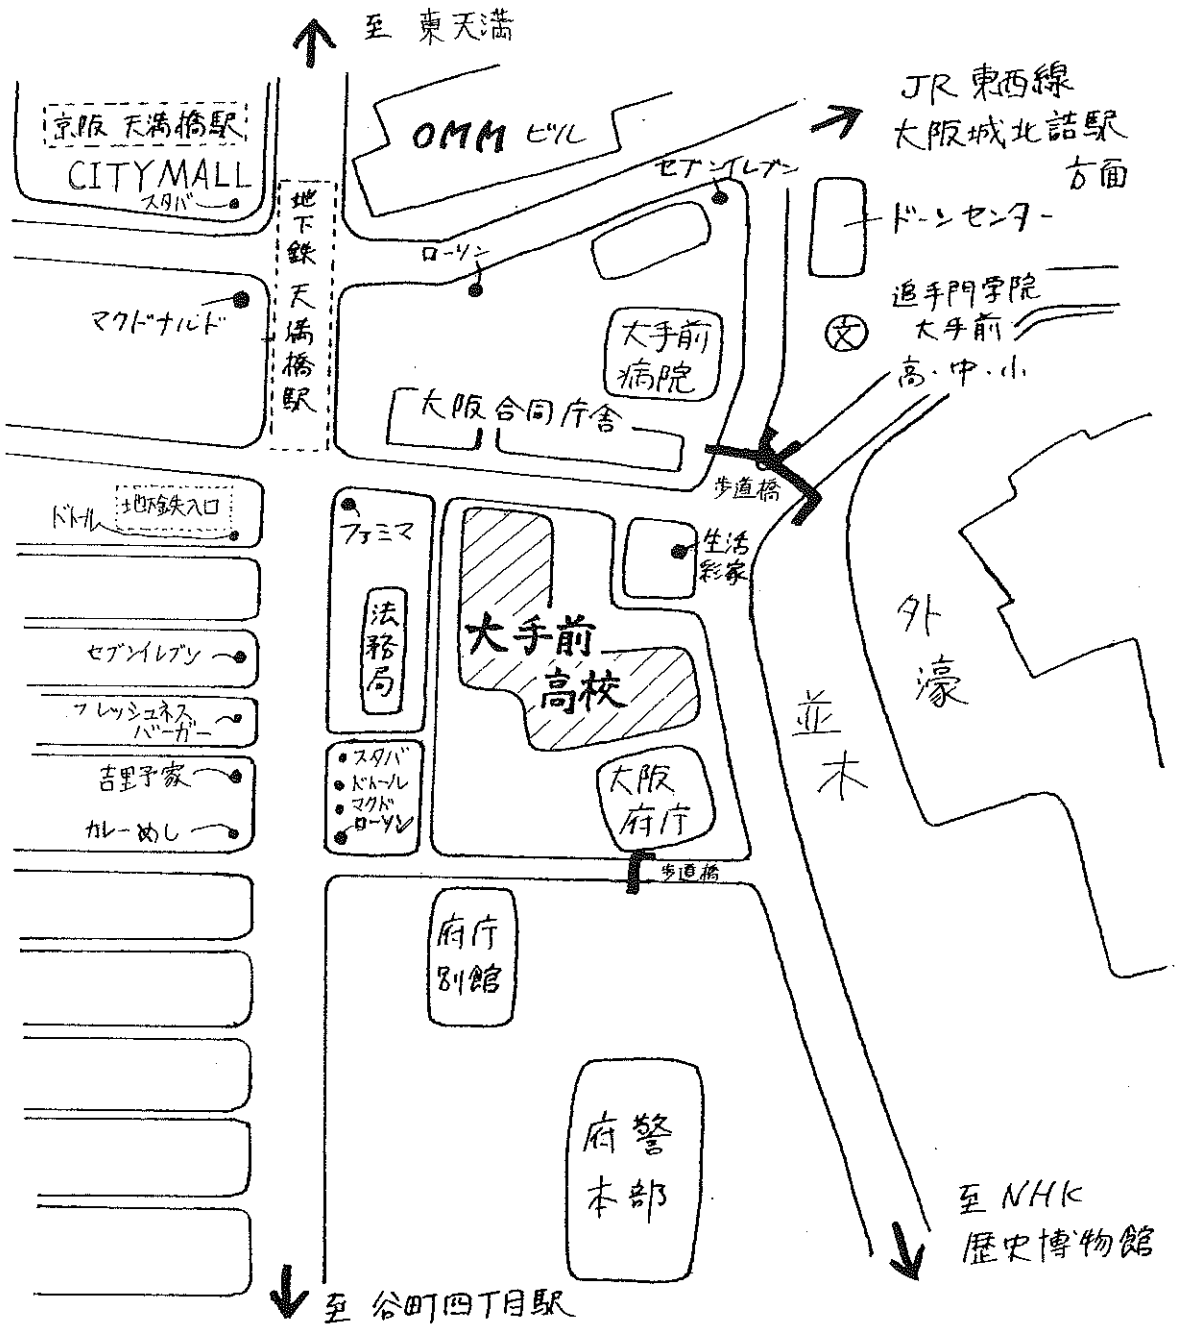 至 東天満
JR 東西線
大阪城北詰駅
方面
京阪 天満橋駅
CITY MALL
スタバ
OMM ビル
セブンイレブン
ドーンセンター
地下鉄 天満橋駅
ローソン
マクドナルド
追手門学院
大手前
高・中・小
文
大手前
病院
大阪合同庁舎
歩道橋
地下鉄入口
ドトール
ファミマ
生活
彩家
法務局
大手前
高校
外濠
並木
セブンイレブン
フレッシュネス
バーガー
吉野家
カレーめし
スタバ
ドトール
マクド
ローソン
大阪
府庁
歩道橋
府庁
別館
府警
本部
至 NHK
歴史博物館
至 谷町四丁目駅